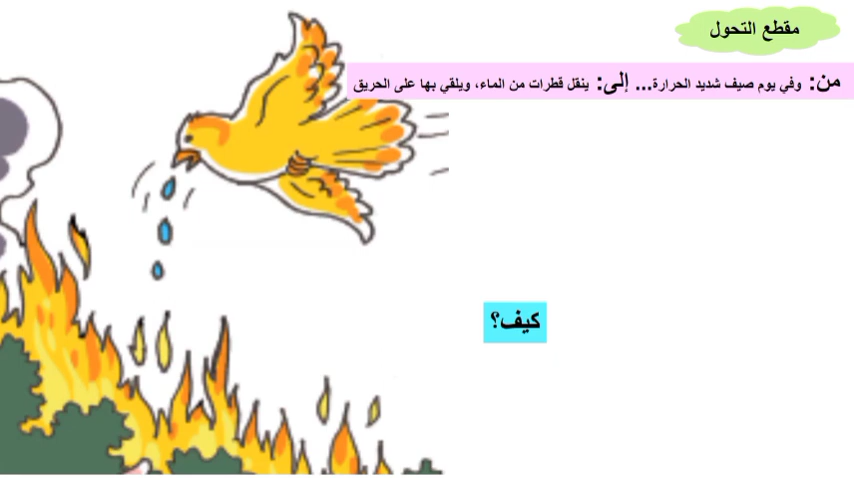 مقطع التحول
من: وفي يوم صيف شديد الحرارة... إلى: ينقل قطرات من الماء، ويلقي بها على الحريق
كيف؟